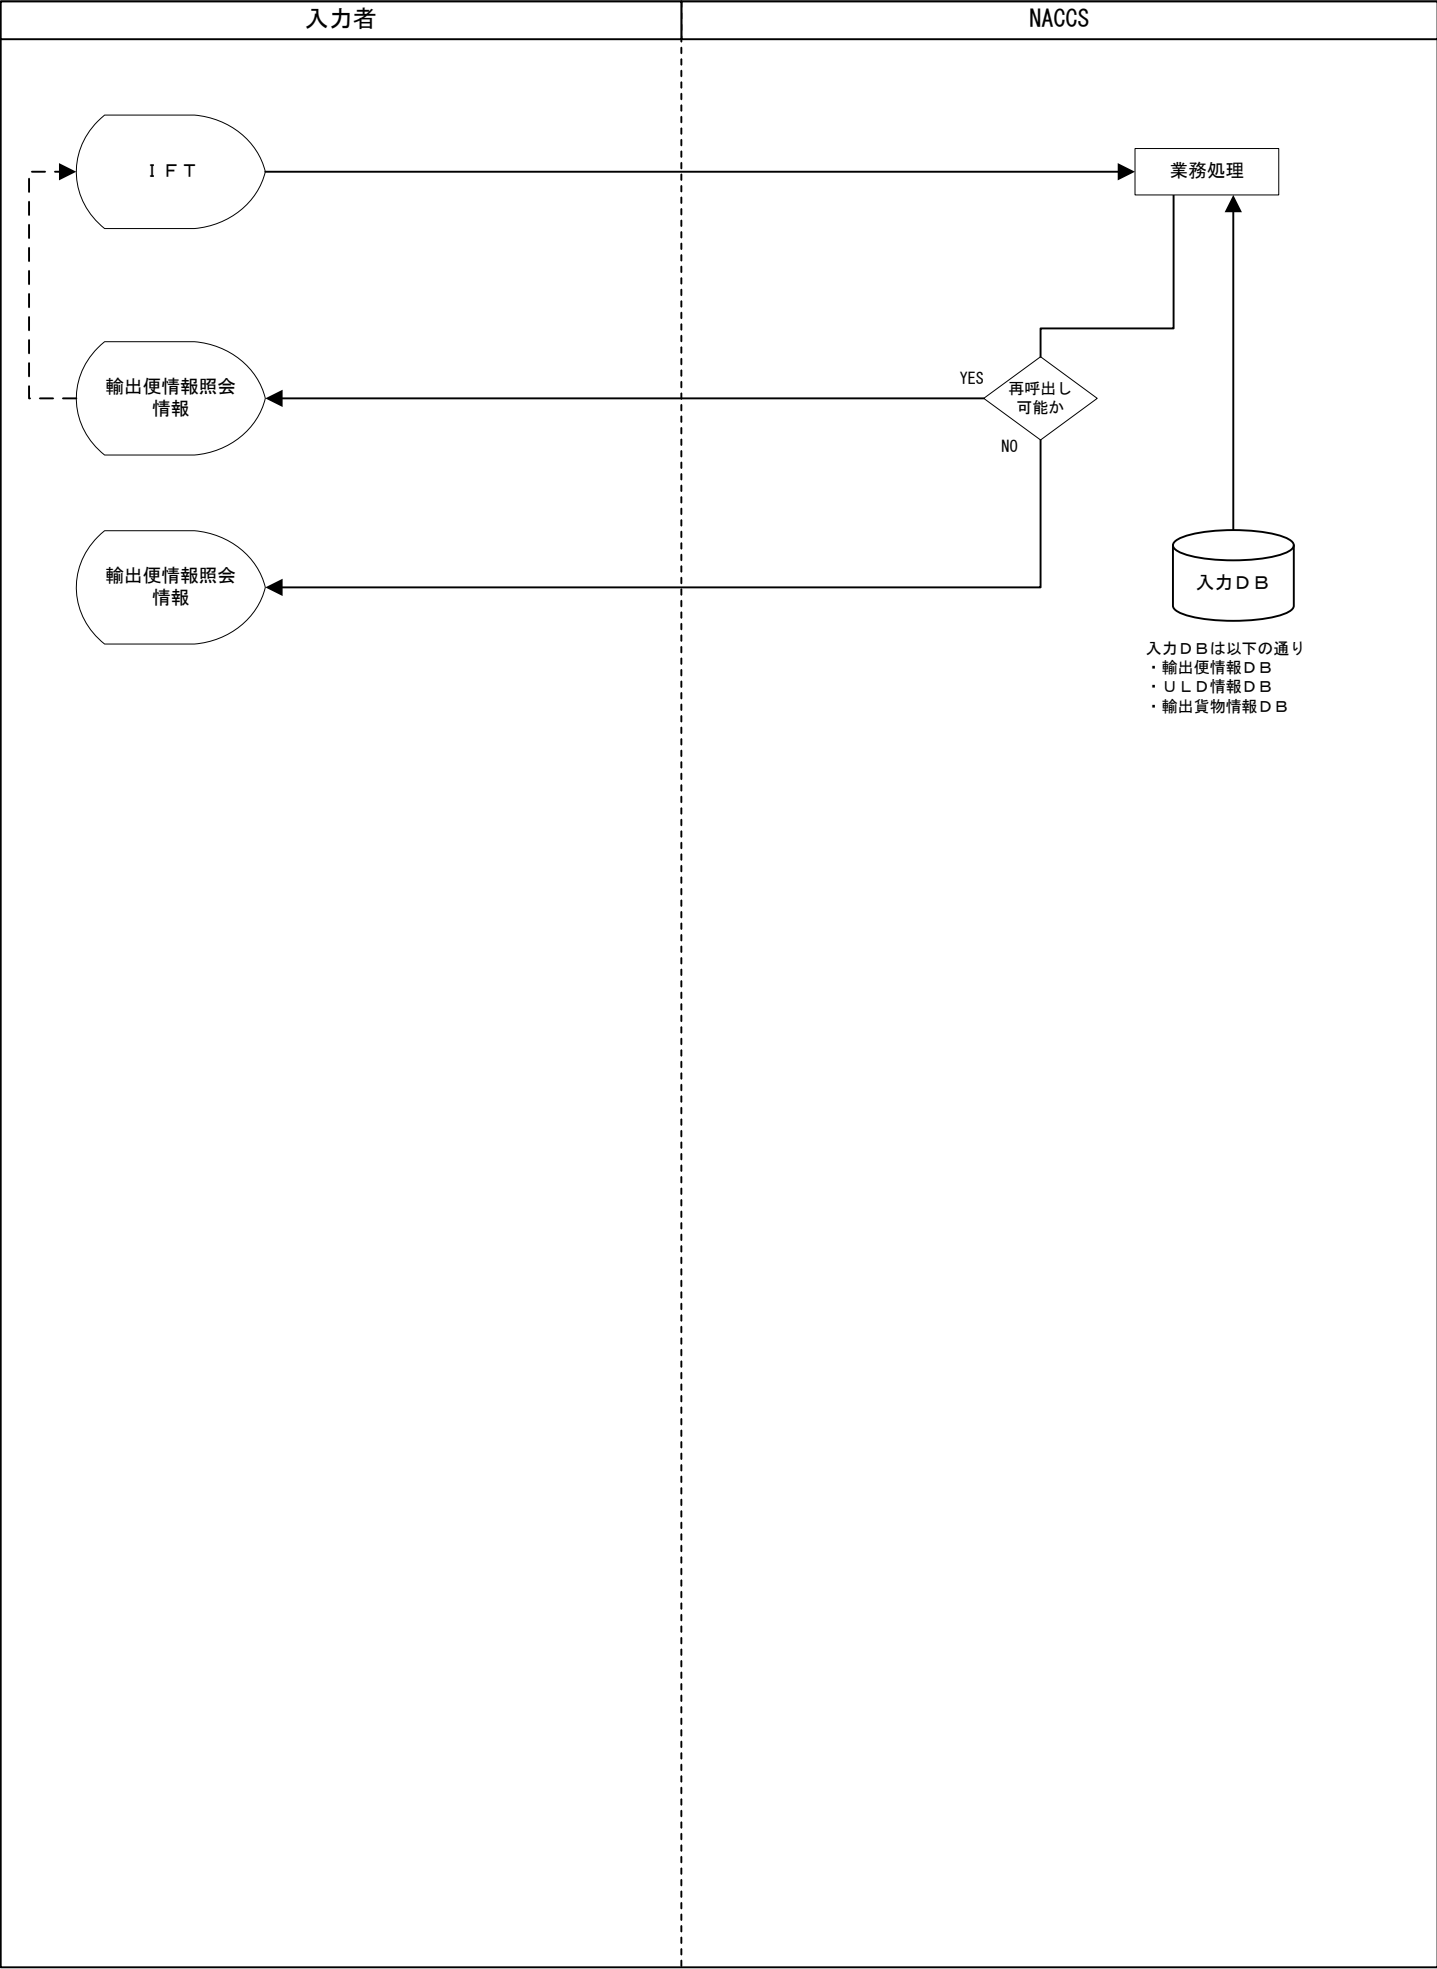 入力者
NACCS
ＩＦＴ
業務処理
輸出便情報照会
情報
YES
再呼出し
可能か
NO
輸出便情報照会
情報
入力ＤＢ
入力ＤＢは以下の通り
・輸出便情報ＤＢ
・ＵＬＤ情報ＤＢ
・輸出貨物情報ＤＢ